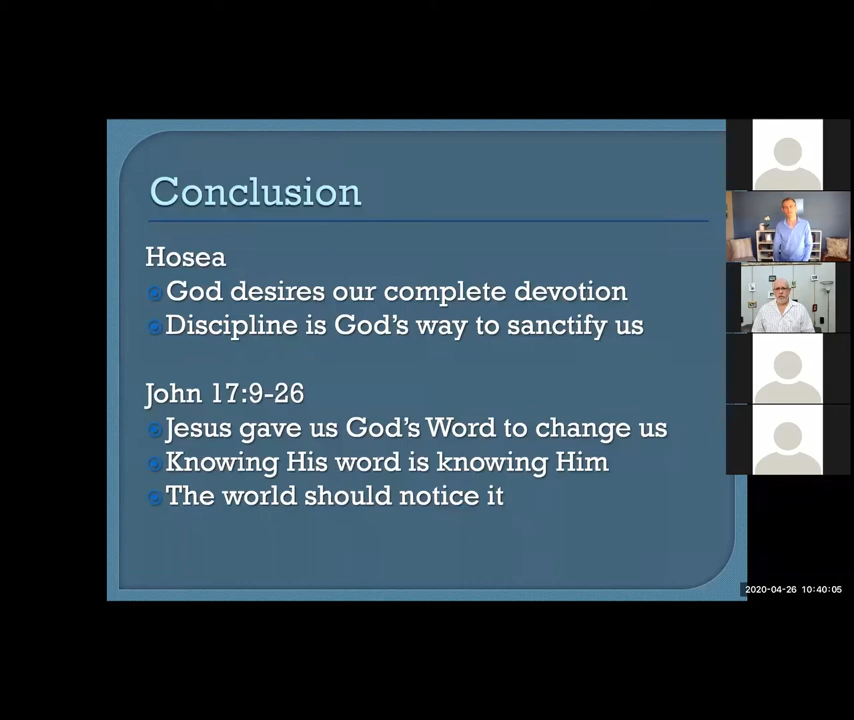 Conclusion
Hosea
God desires our complete devotion
Discipline is God's way to sanctify us
John 17:9-26
Jesus gave us God's Word to change us
Knowing His word is knowing Him
The world should notice it
2020-04-26 10:40:05